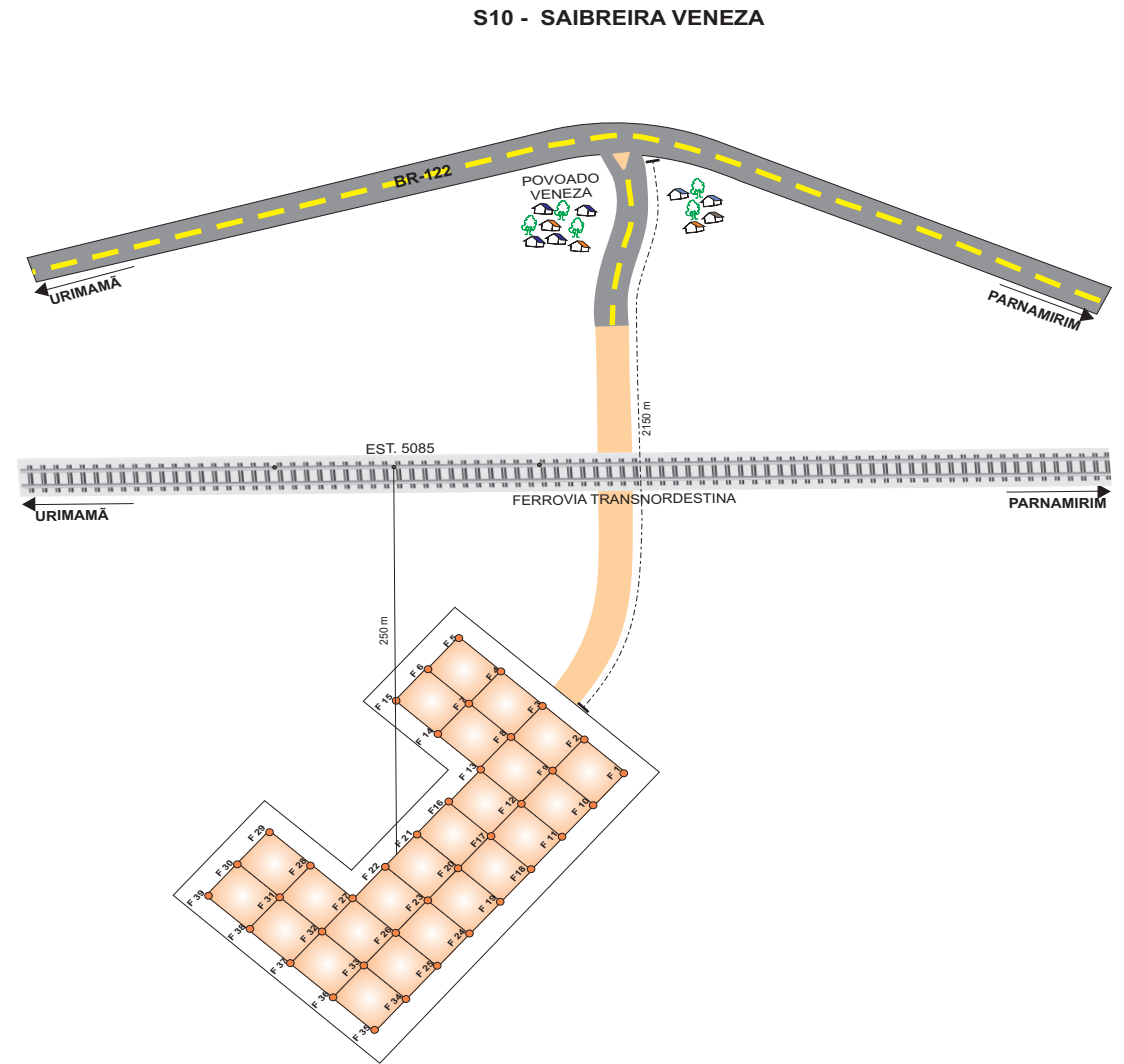 S10 - SAIBREIRA VENEZA
BR-122
POVOADO
VENEZA
URIMAMÃ
PARNAMIRIM
2150 m
EST. 5085
FERROVIA TRANSNORDESTINA
URIMAMÃ
PARNAMIRIM
250 m
F 5
F 6
F 4
F 15
F 7
F 3
F 14
F 8
F 2
F 13
F 9
F 1
F16
F 12
F 10
F 21
F17
F 11
F 29
F 22
F 20
F18
F 30
F 28
F 39
F 31
F 27
F 23
F 19
F 38
F 32
F 26
F 24
F 37
F 33
F 25
F 36
F 34
F 35